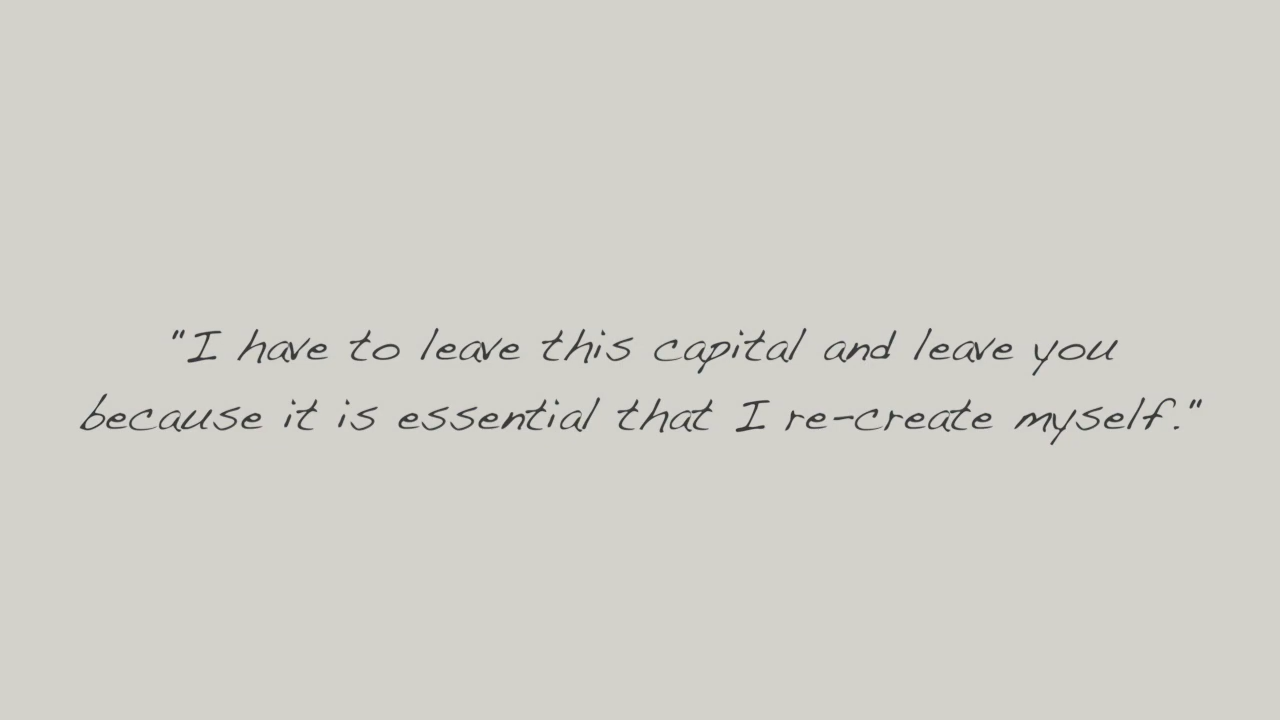 "I have to leave this capital and leave you
because it is essential that I re-create myself."